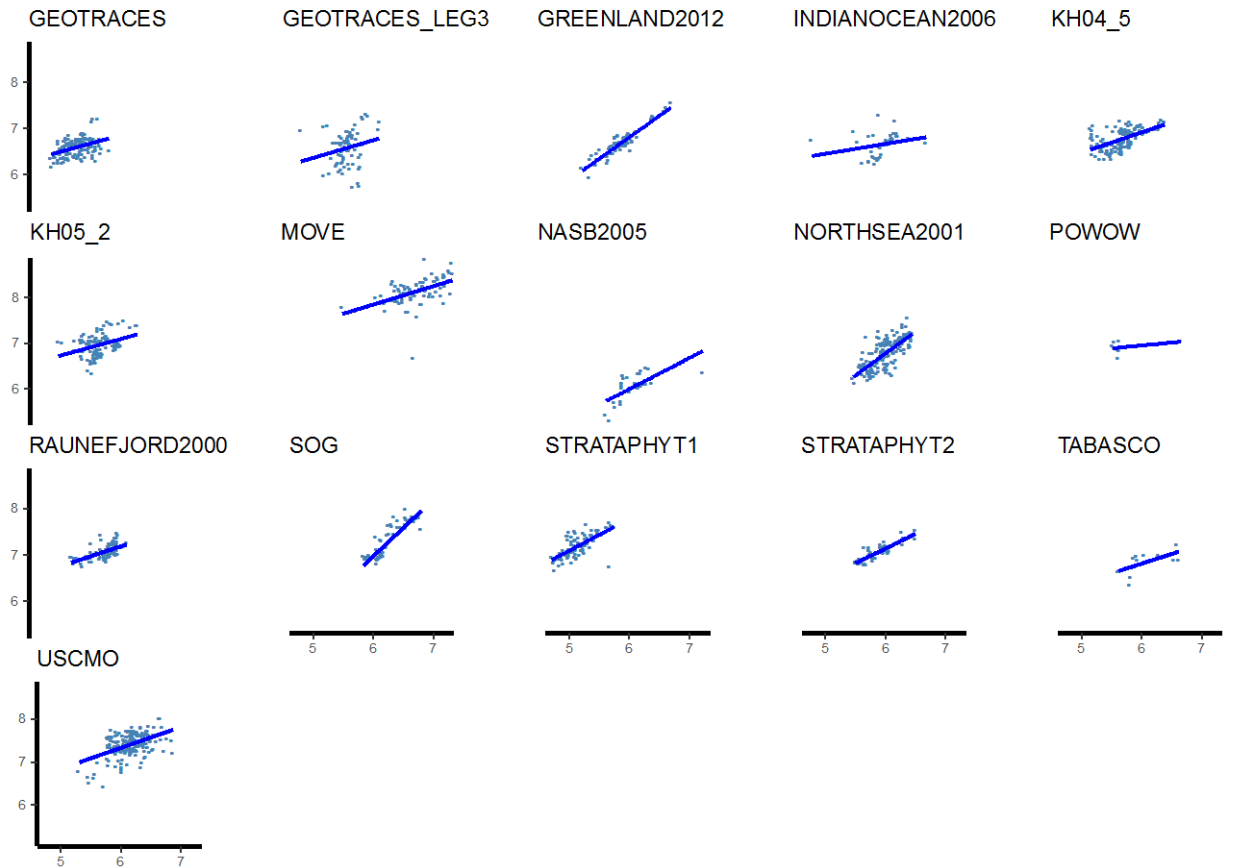 GEOTRACES GEOTRACES_LEG3 GREENLAND2012 INDIANOCEAN2006 KH04_5
8
7
6
KH05_2 MOVE NASB2005 NORTHSEA2001 POWOW
8
7
6
RAUNEFJORD2000 SOG STRATAPHYT1 STRATAPHYT2 TABASCO
8
7
6
5 6 7 5 6 7 5 6 7 5 6 7
USCMO
8
7
6
5 6 7